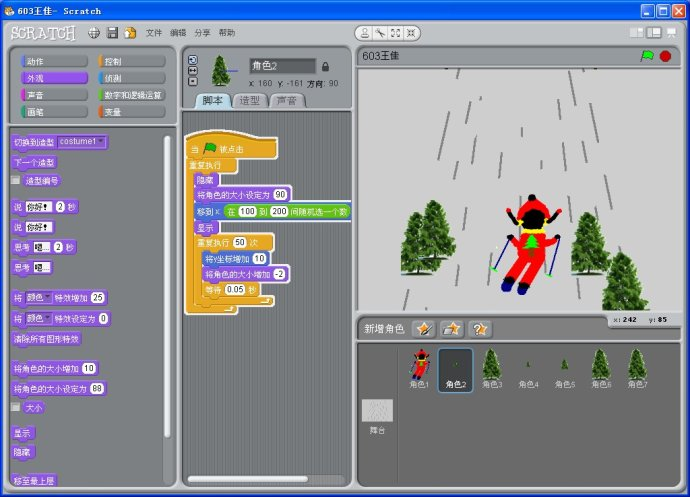 603王佳- Scratch
SCRATCH 文件 编辑 分享 帮助
动作 控制
外观 侦测
声音 数字和逻辑运算
画笔 变量
切换到造型 costume1
下一个造型
造型编号
说 你好! 2 秒
说 你好!
思考 嗯... 2 秒
思考 嗯...
将 颜色 特效增加 25
将 颜色 特效设定为 0
清除所有图形特效
将角色的大小增加 10
将角色的大小设定为 88
大小
显示
隐藏
移至最上层
角色2
x: 160 y: -161 方向: 90
脚本 造型 声音
当 被点击
重复执行
隐藏
将角色的大小设定为 90
移到 x: 在 100 到 200 间随机选一个数
显示
重复执行 50 次
将y坐标增加 10
将角色的大小增加 -2
等待 0.05 秒
603王佳
x: 242 y: 85
新增角色
角色1 角色2 角色3 角色4 角色5 角色6 角色7
舞台